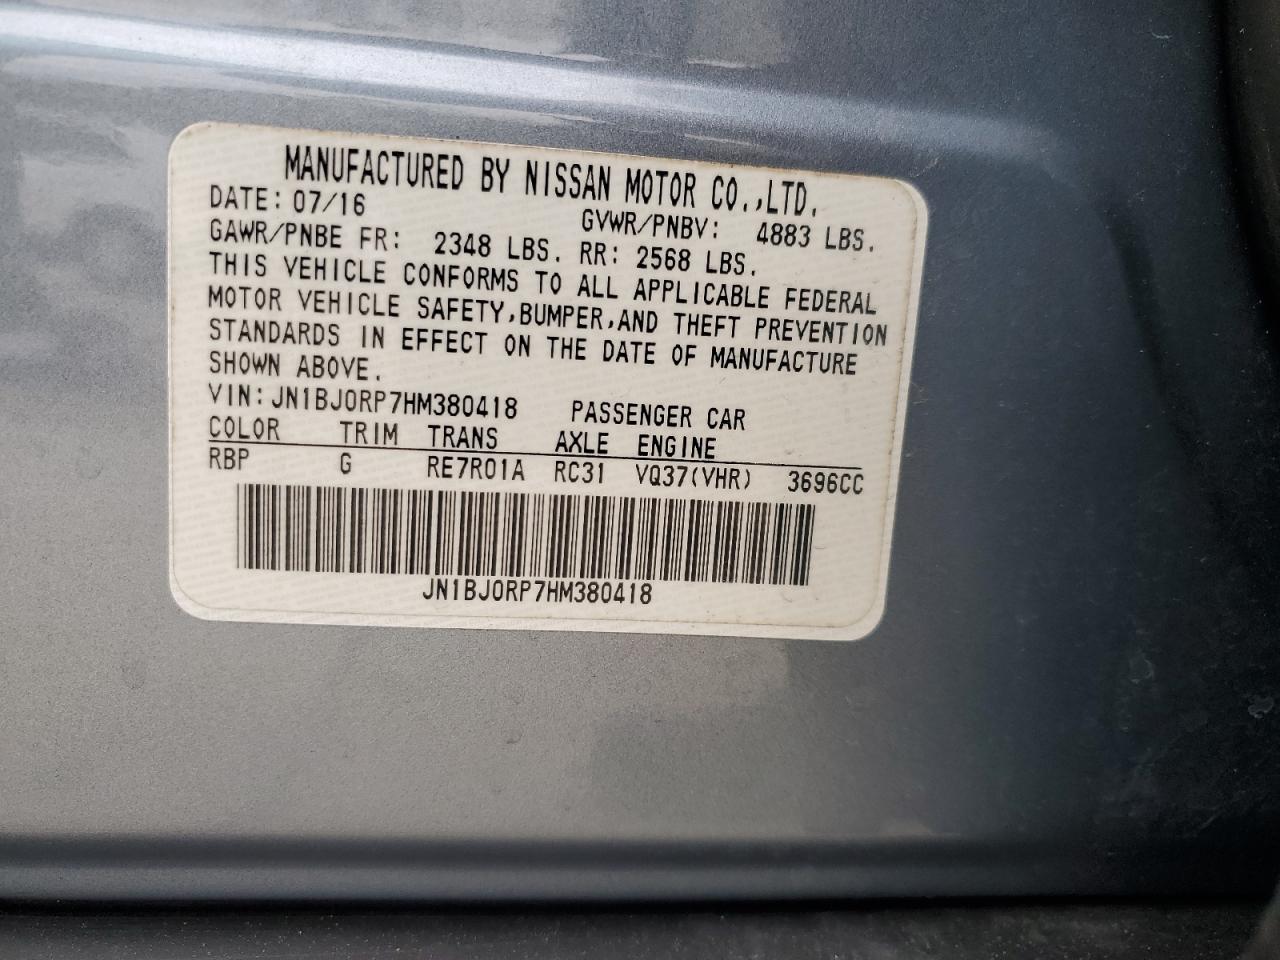 MANUFACTURED BY NISSAN MOTOR CO.,LTD.
DATE: 07/16 GVWR/PNBV: 4883 LBS.
GAWR/PNBE FR: 2348 LBS. RR: 2568 LBS.
THIS VEHICLE CONFORMS TO ALL APPLICABLE FEDERAL
MOTOR VEHICLE SAFETY,BUMPER,AND THEFT PREVENTION
STANDARDS IN EFFECT ON THE DATE OF MANUFACTURE
SHOWN ABOVE.
VIN:JN1BJ0RP7HM380418 PASSENGER CAR
COLOR TRIM TRANS AXLE ENGINE
RBP G RE7R01A RC31 VQ37(VHR) 3696CC
JN1BJ0RP7HM380418